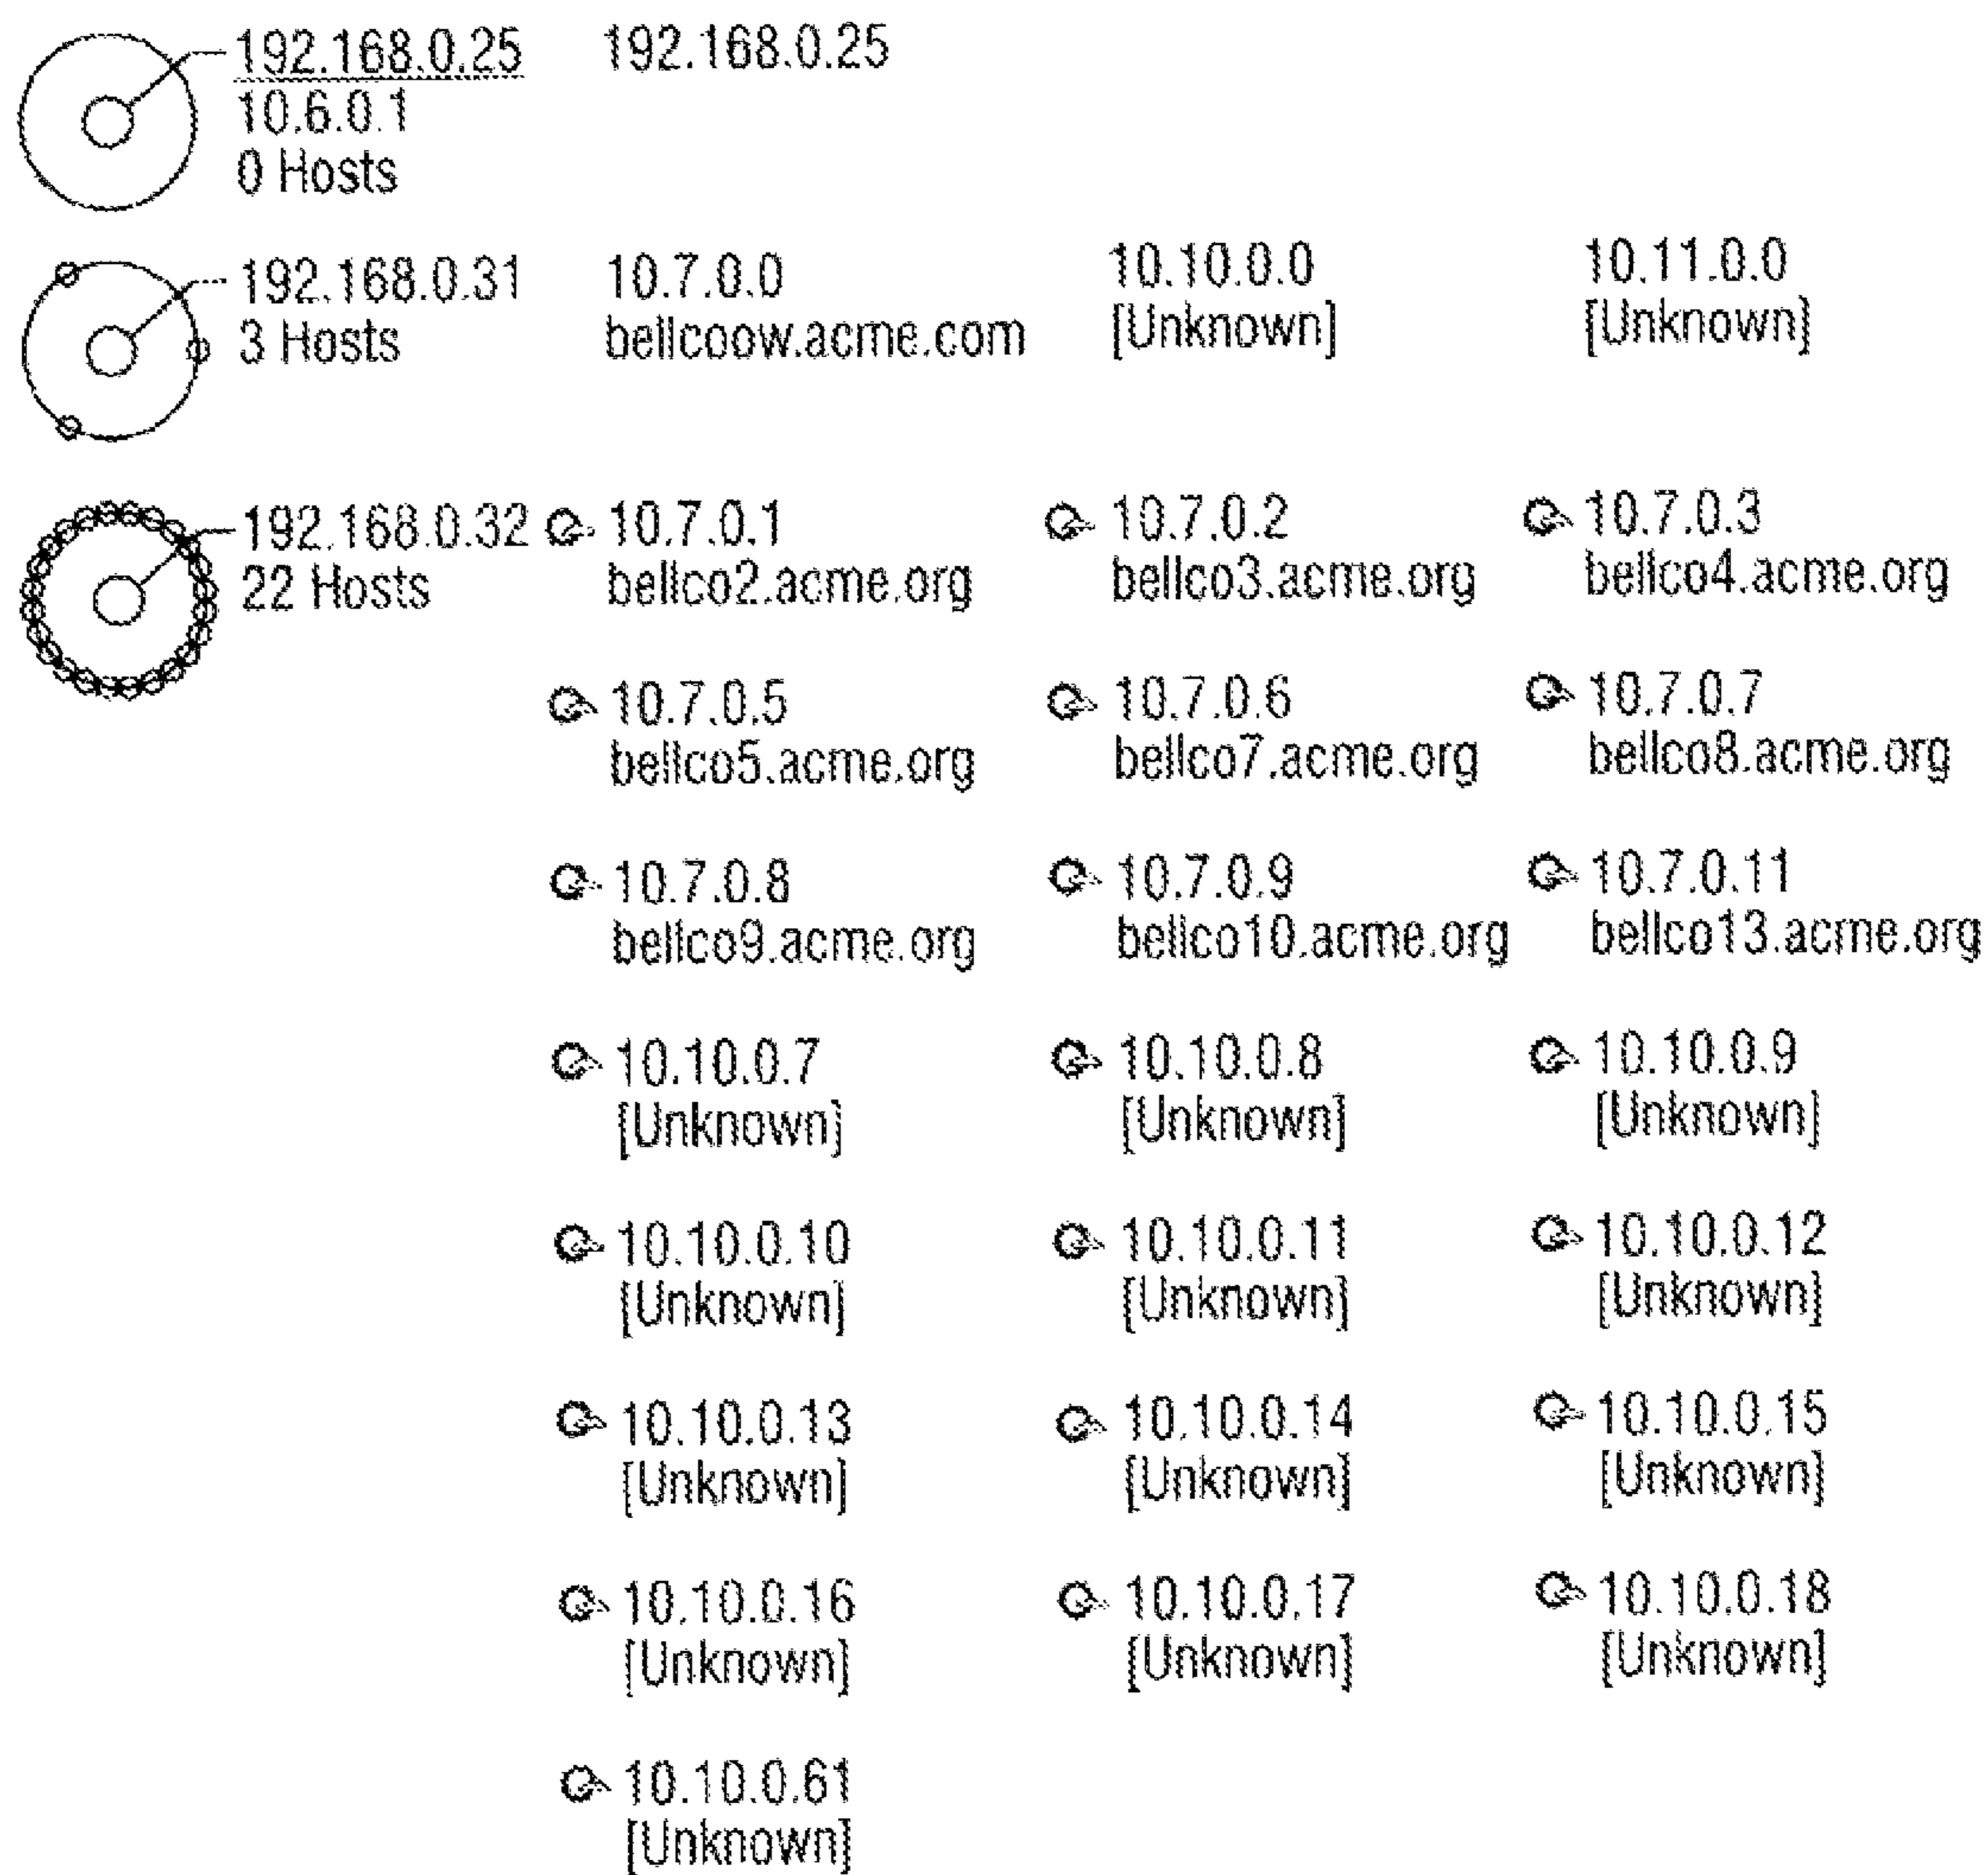 192.168.0.25 192.168.0.25
10.6.0.1
0 Hosts
192.168.0.31 10.7.0.0 10.10.0.0 10.11.0.0
3 Hosts bellcoow.acme.com [Unknown] [Unknown]
192.168.0.32 10.7.0.1 10.7.0.2 10.7.0.3
22 Hosts bellco2.acme.org bellco3.acme.org bellco4.acme.org
10.7.0.5 10.7.0.6 10.7.0.7
bellco5.acme.org bellco7.acme.org bellco8.acme.org
10.7.0.8 10.7.0.9 10.7.0.11
bellco9.acme.org bellco10.acme.org bellco13.acme.org
10.10.0.7 10.10.0.8 10.10.0.9
[Unknown] [Unknown] [Unknown]
10.10.0.10 10.10.0.11 10.10.0.12
[Unknown] [Unknown] [Unknown]
10.10.0.13 10.10.0.14 10.10.0.15
[Unknown] [Unknown] [Unknown]
10.10.0.16 10.10.0.17 10.10.0.18
[Unknown] [Unknown] [Unknown]
10.10.0.61
[Unknown]